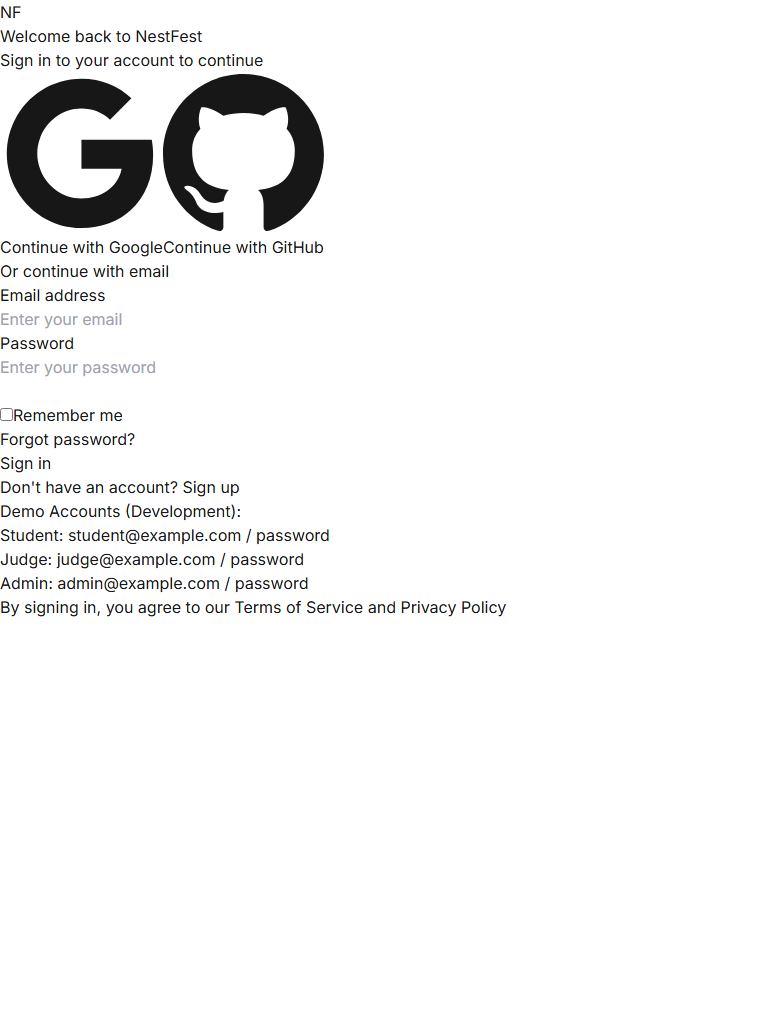 NF
Welcome back to NestFest
Sign in to your account to continue
Continue with GoogleContinue with GitHub
Or continue with email
Email address
Enter your email
Password
Enter your password
Remember me
Forgot password?
Sign in
Don't have an account? Sign up
Demo Accounts (Development):
Student: student@example.com / password
Judge: judge@example.com / password
Admin: admin@example.com / password
By signing in, you agree to our Terms of Service and Privacy Policy